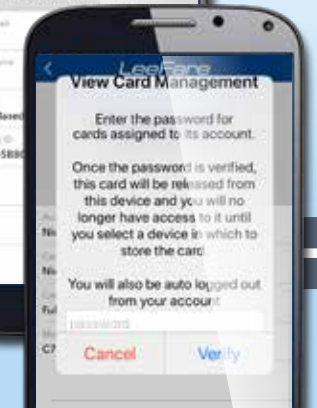 LeeFare
View Card Management
Enter the password for
cards assigned to its account.
Once the password is verified,
this card will be released from
this device and you will no
longer have access to it until
you select a device in which to
store the card.
You will also be auto logged out
from your account
password
Cancel
Verify